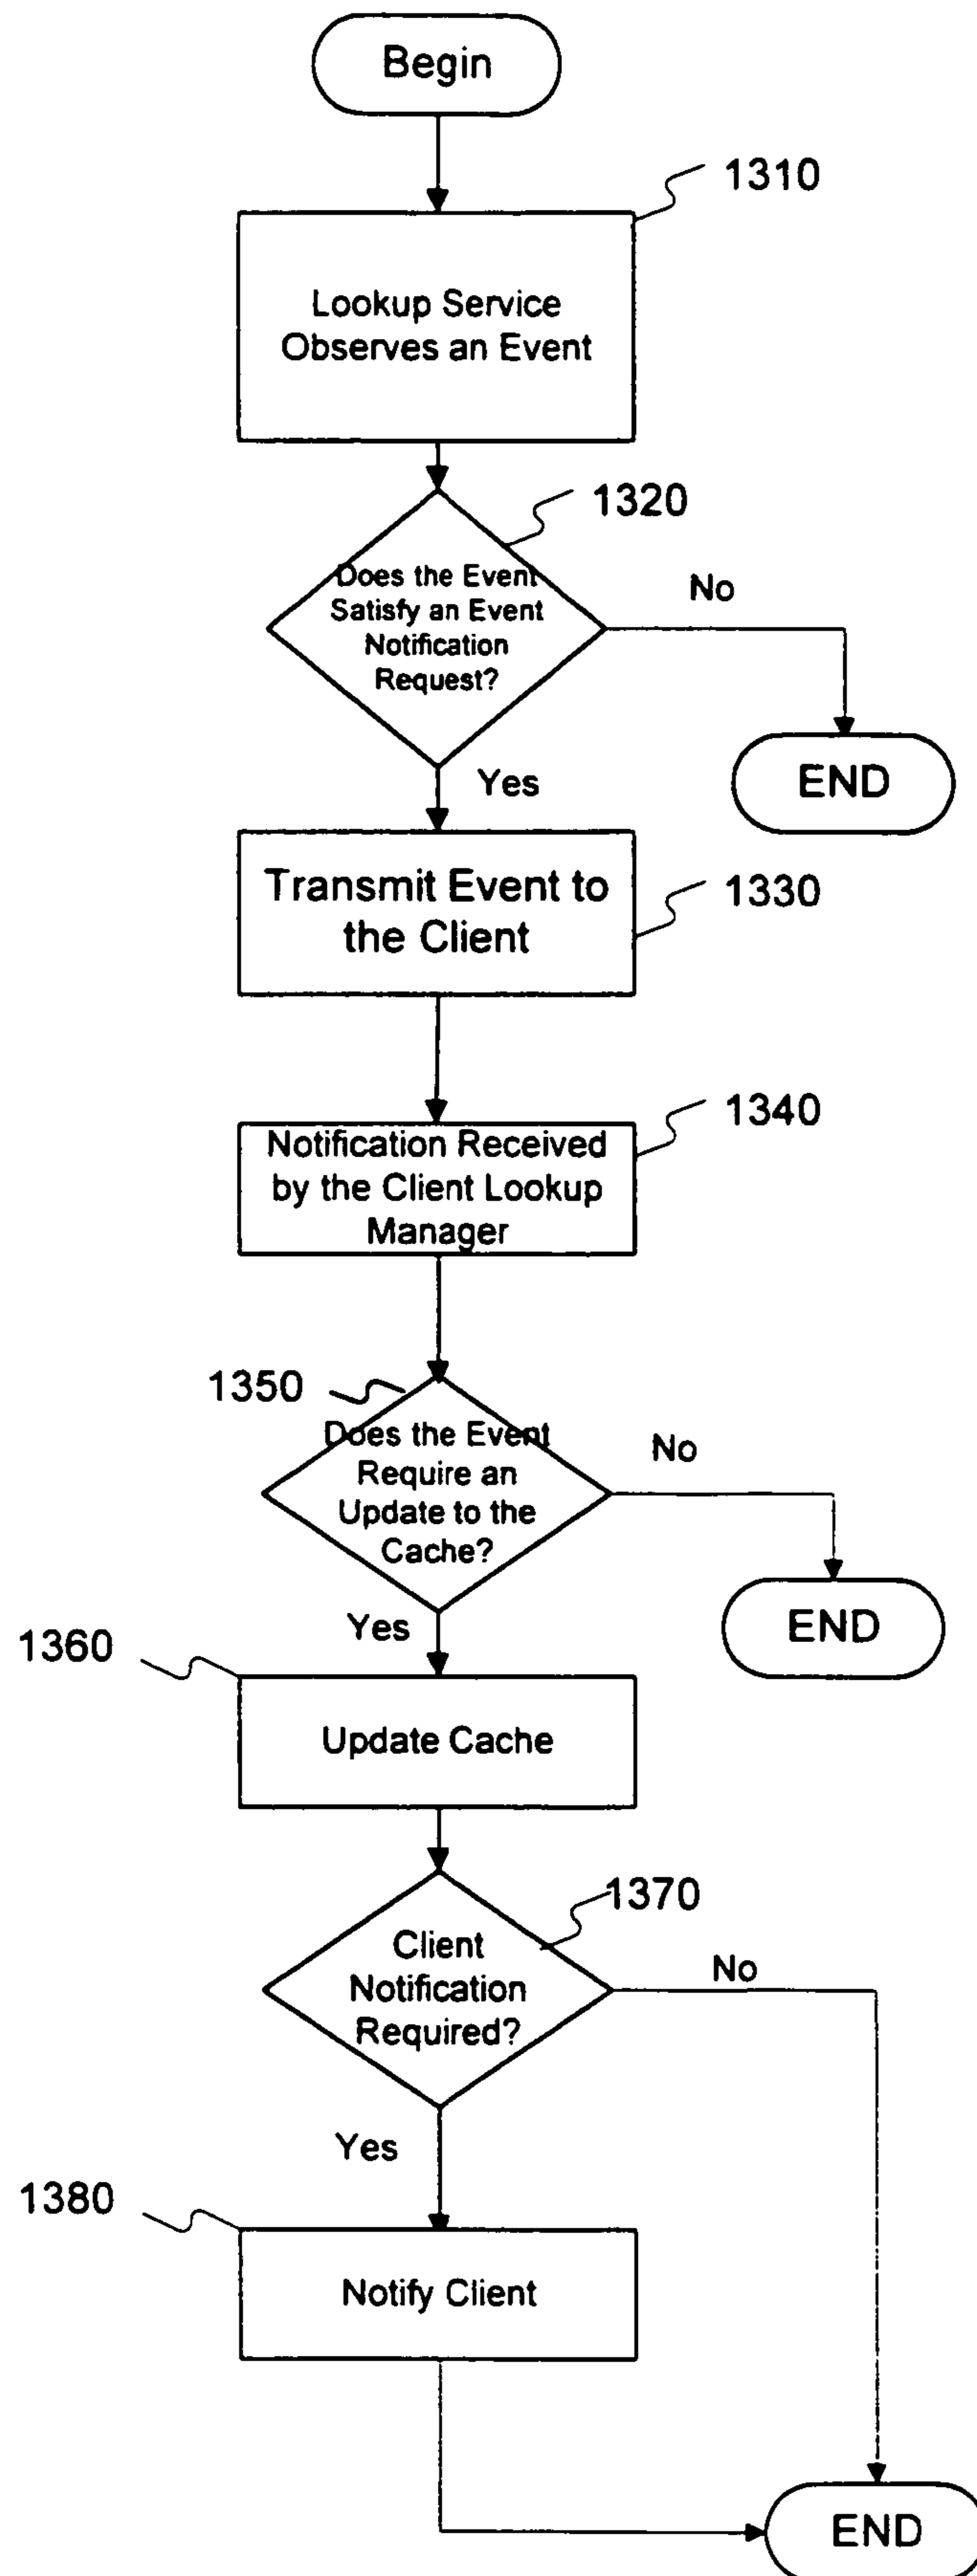 Begin
1310
Lookup Service
Observes an Event
1320
Does the Event
Satisfy an Event
Notification
Request?
No
END
Yes
Transmit Event to
the Client
1330
1340
Notification Received
by the Client Lookup
Manager
1350
Does the Event
Require an
Update to the
Cache?
No
END
Yes
1360
Update Cache
1370
Client
Notification
Required?
No
Yes
1380
Notify Client
END